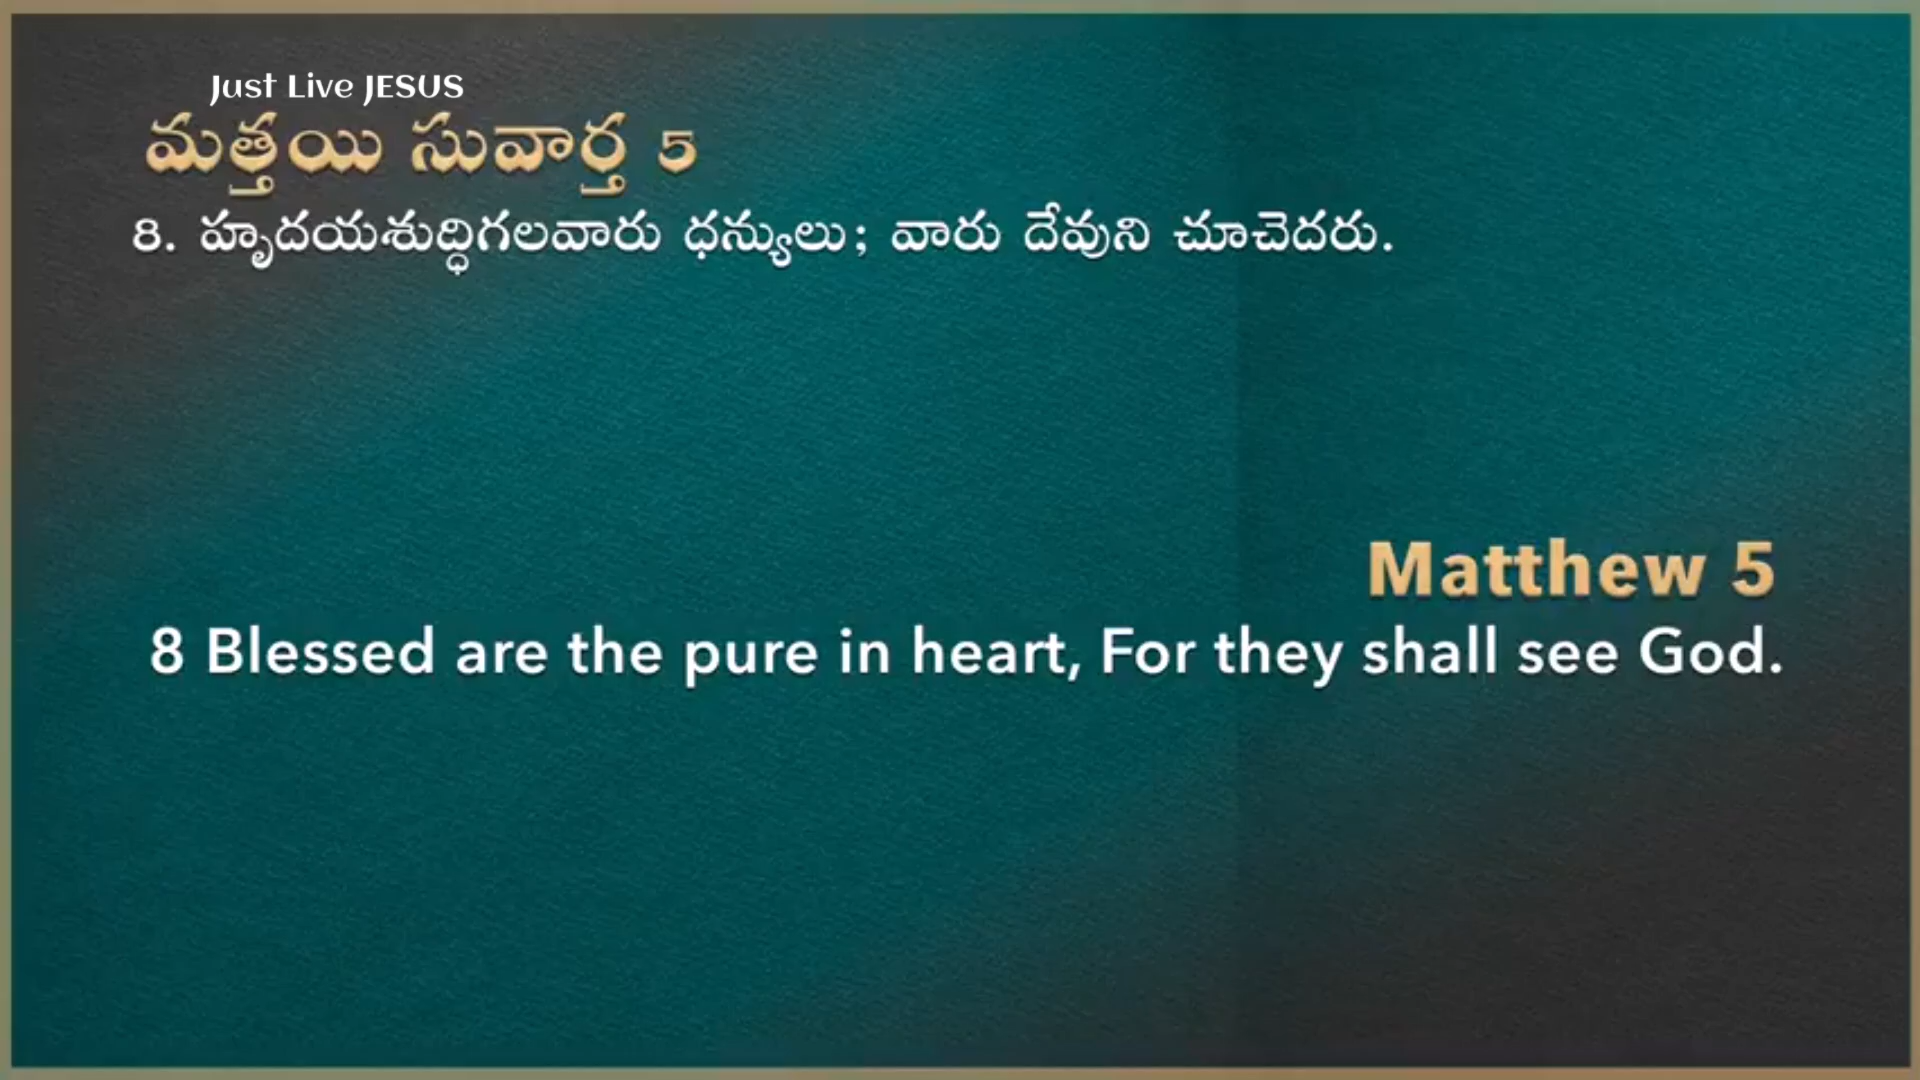 Just Live JESUS
మత్తయి సువార్త 5
8. హృదయశుద్ధిగలవారు ధన్యులు; వారు దేవుని చూచెదరు.
Matthew 5
8 Blessed are the pure in heart, For they shall see God.